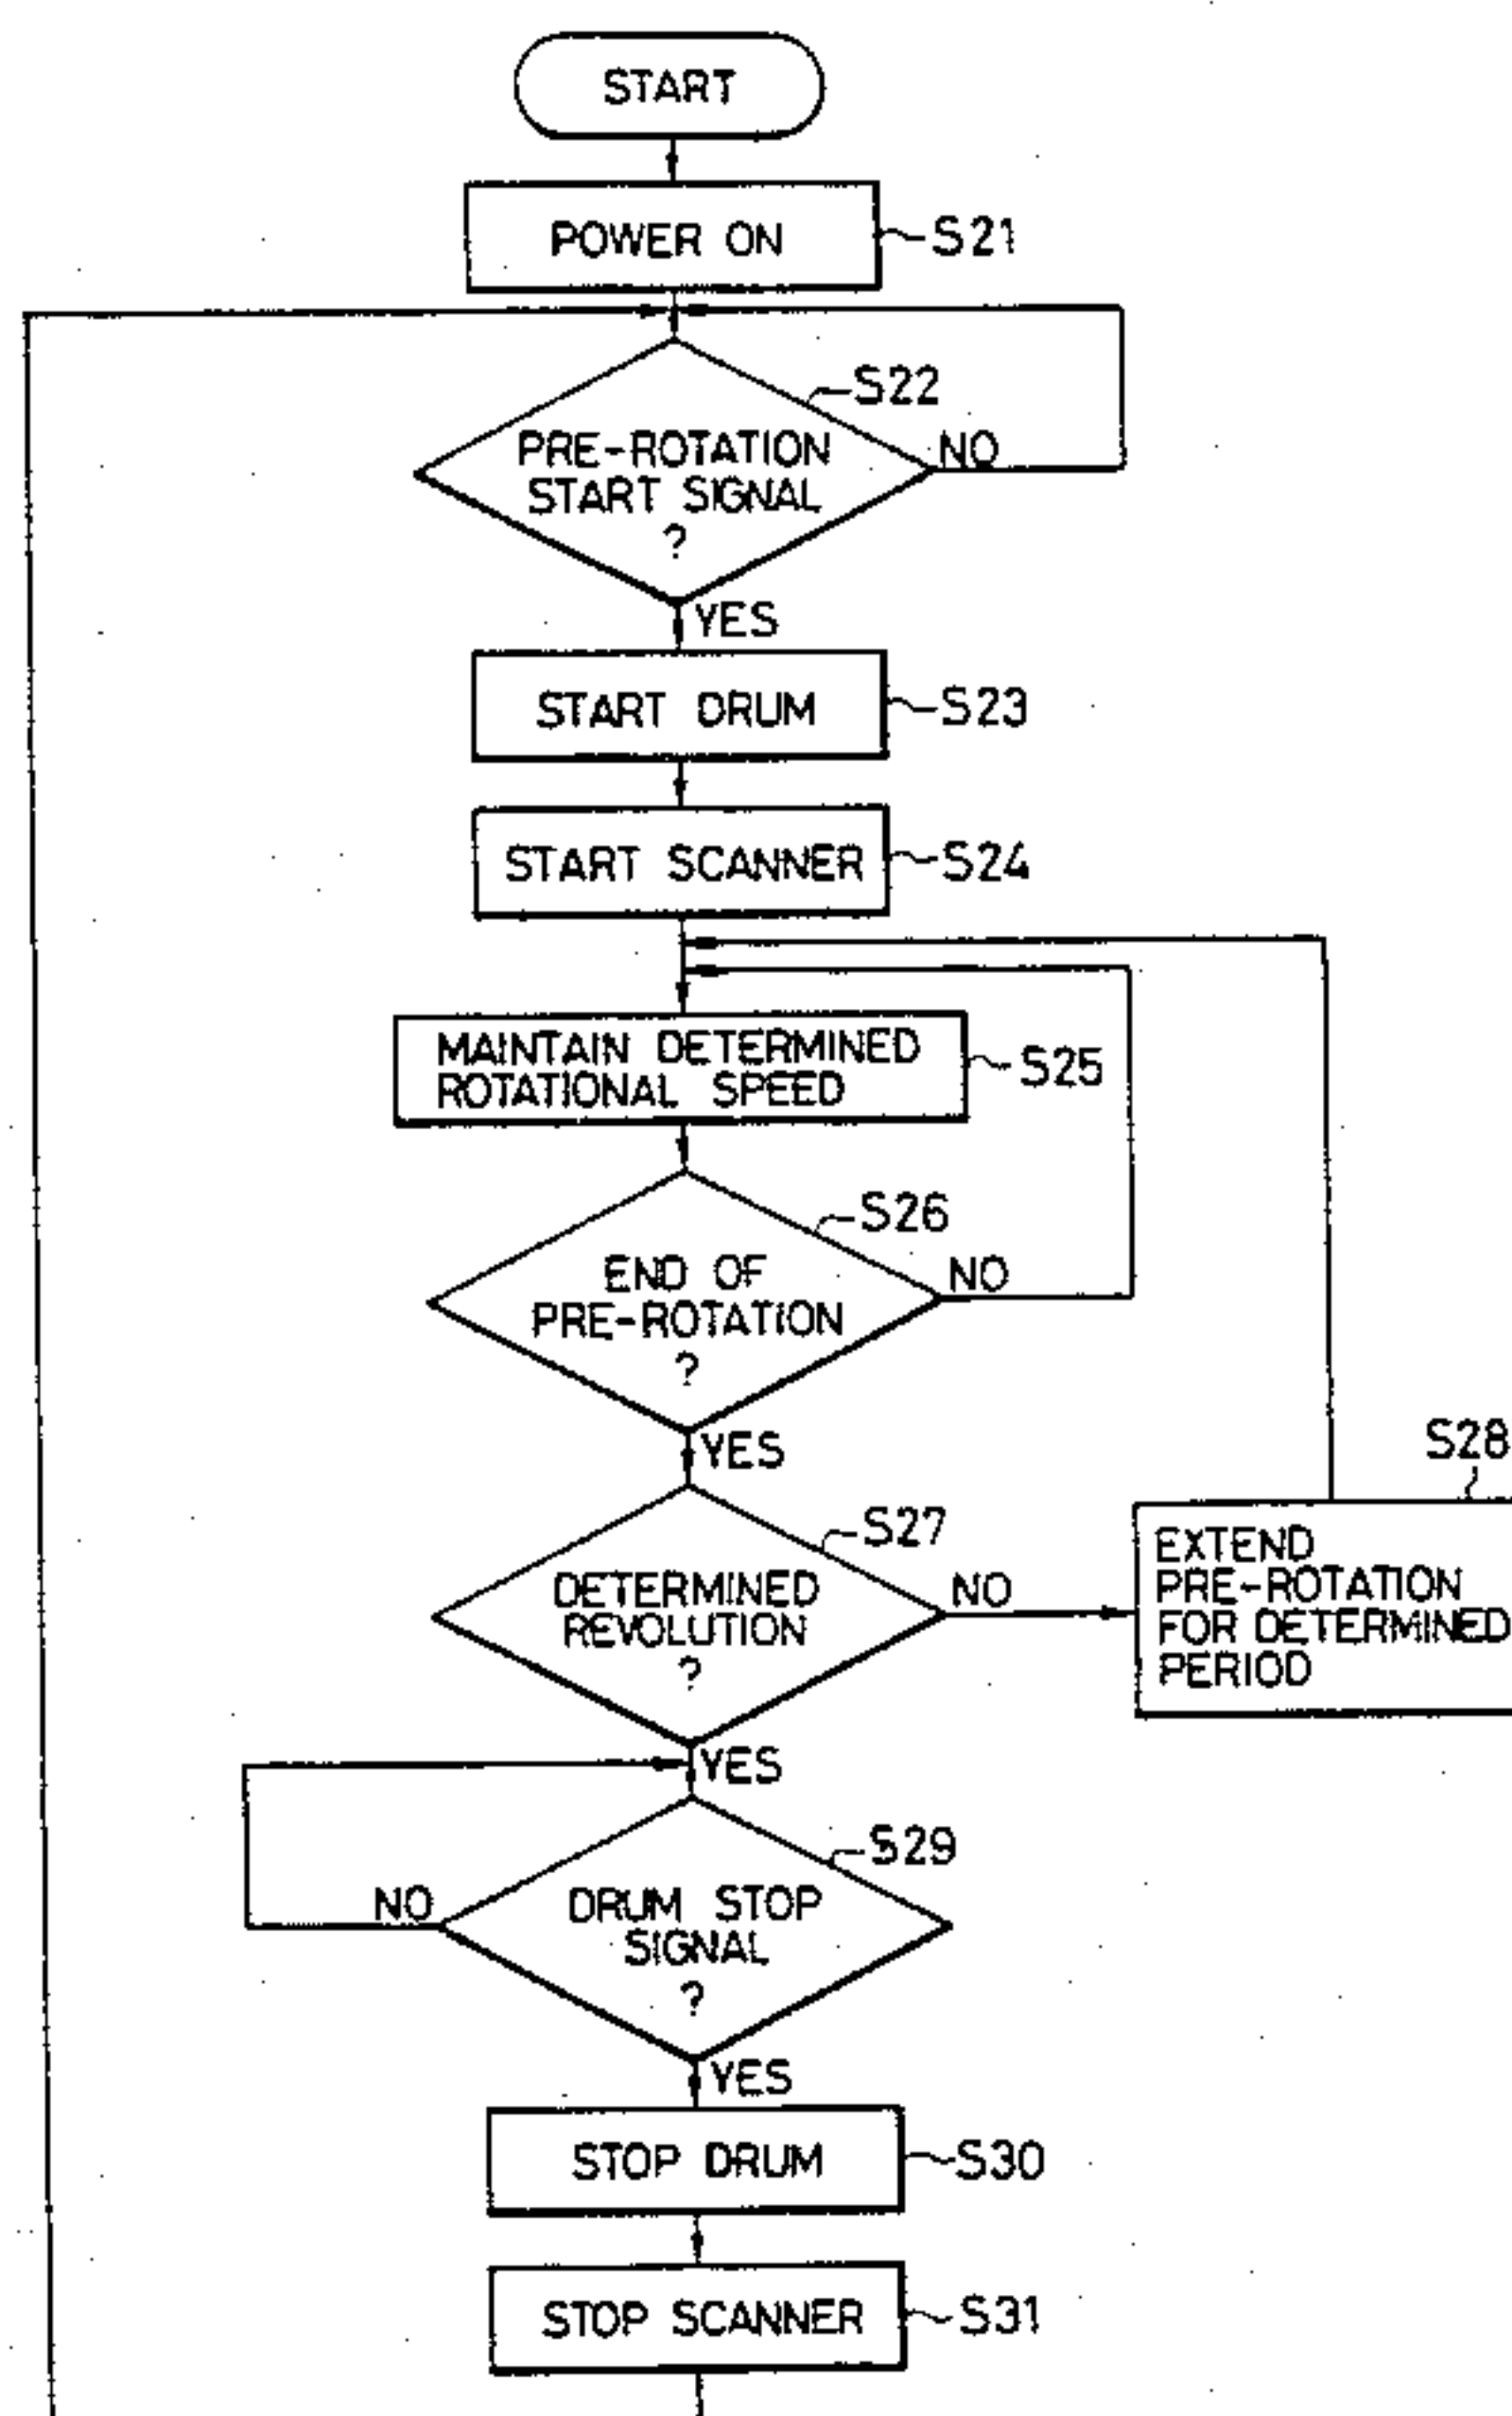 START
POWER ON
S21
S22
PRE-ROTATION
START SIGNAL
?
NO
YES
START DRUM
S23
START SCANNER
S24
MAINTAIN DETERMINED
ROTATIONAL SPEED
S25
S26
END OF
PRE-ROTATION
?
NO
YES
S27
DETERMINED
REVOLUTION
?
NO
S28
EXTEND
PRE-ROTATION
FOR DETERMINED
PERIOD
YES
S29
DRUM STOP
SIGNAL
?
NO
YES
STOP DRUM
S30
STOP SCANNER
S31